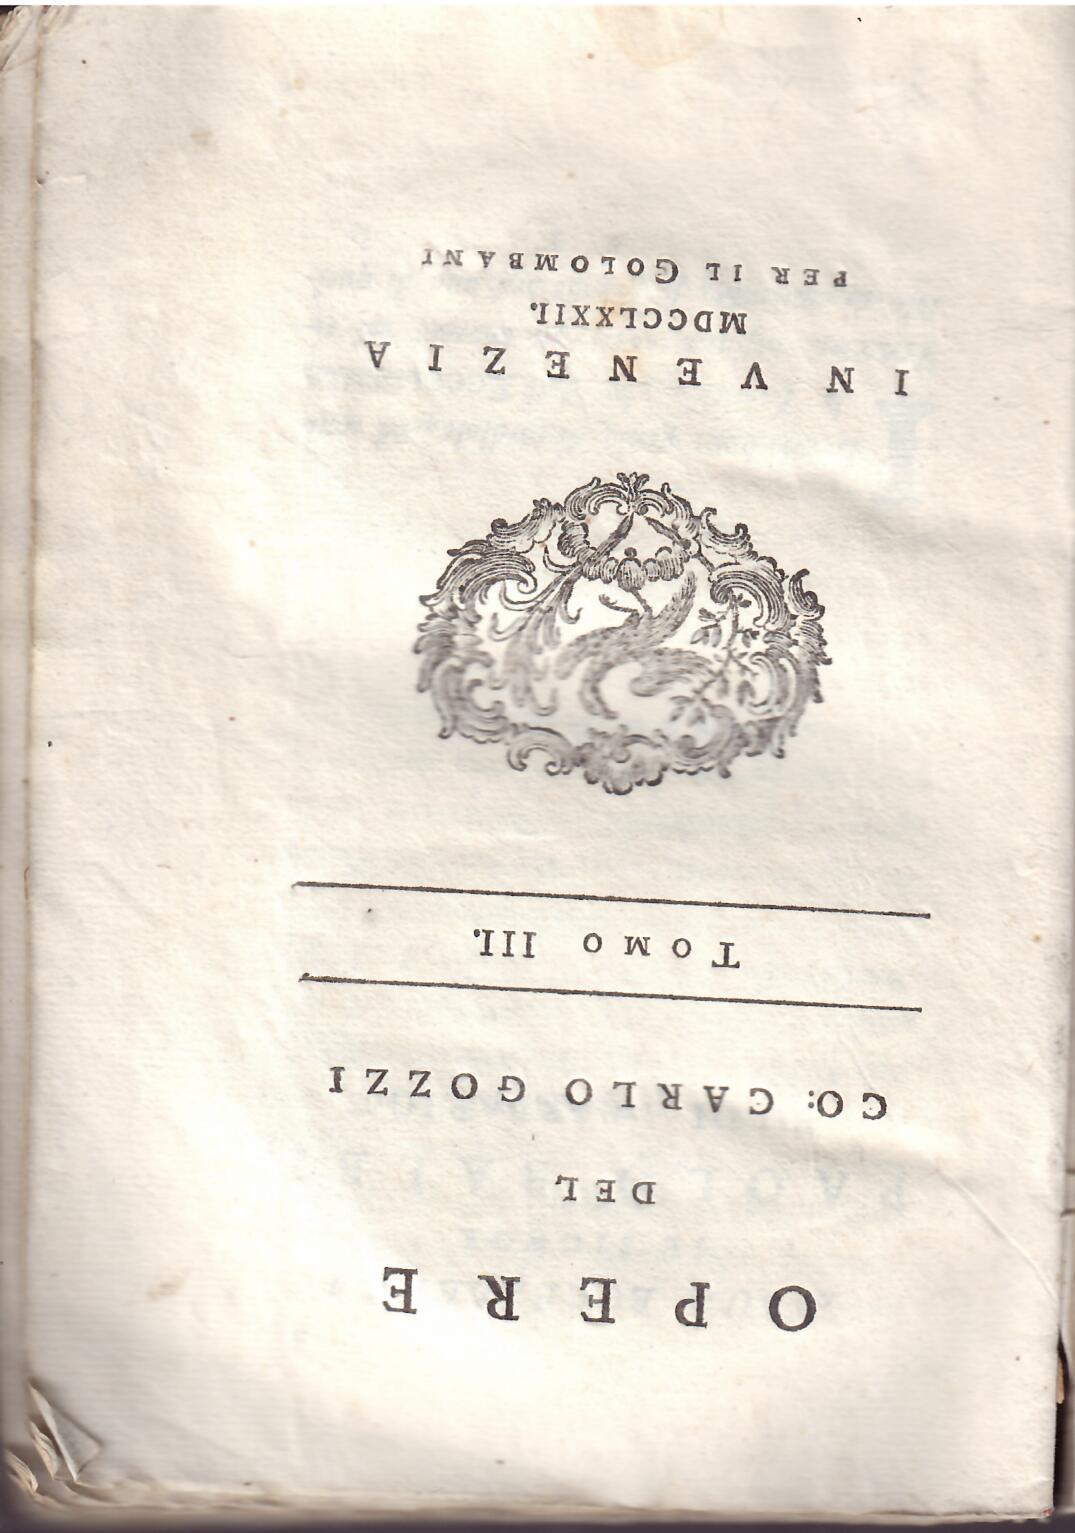 OPERE
DEL
CO: CARLO GOZZI
TOMO III.
IN VENEZIA
MDCCLXXII.
PER IL COLOMBANI